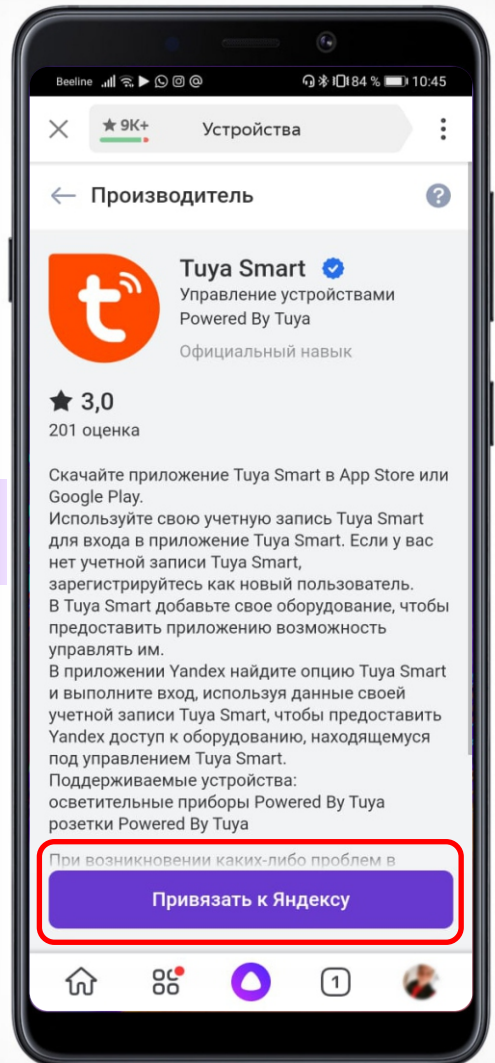 Beeline 84 % 10:45
9K+ Устройства
Производитель ?
Tuya Smart
Управление устройствами
Powered By Tuya
Официальный навык
3,0
201 оценка
Скачайте приложение Tuya Smart в App Store или
Google Play.
Используйте свою учетную запись Tuya Smart
для входа в приложение Tuya Smart. Если у вас
нет учетной записи Tuya Smart,
зарегистрируйтесь как новый пользователь.
В Tuya Smart добавьте свое оборудование, чтобы
предоставить приложению возможность
управлять им.
В приложении Yandex найдите опцию Tuya Smart
и выполните вход, используя данные своей
учетной записи Tuya Smart, чтобы предоставить
Yandex доступ к оборудованию, находящемуся
под управлением Tuya Smart.
Поддерживаемые устройства:
осветительные приборы Powered By Tuya
розетки Powered By Tuya
При возникновении каких-либо проблем в
Привязать к Яндексу
1